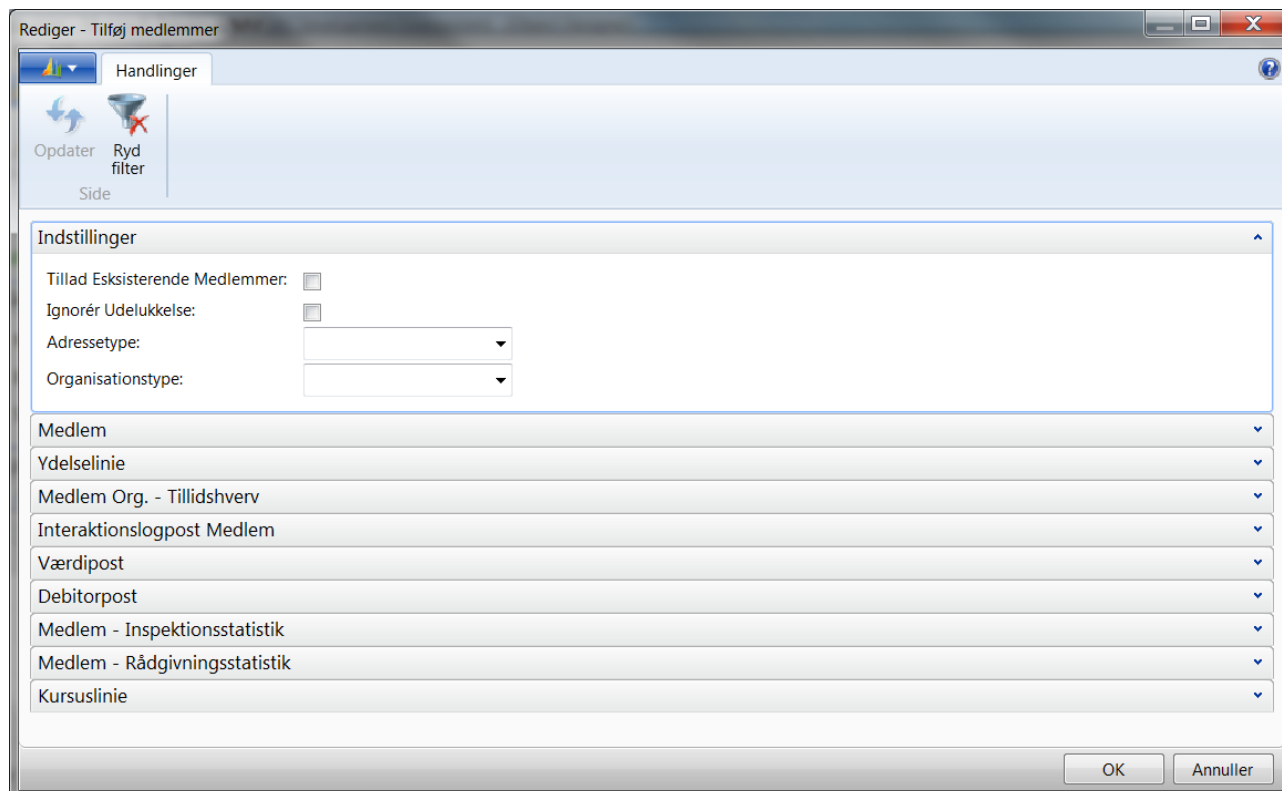 Rediger - Tilføj medlemmer
Handlinger
Opdater
Ryd
filter
Side
Indstillinger
Tillad Esksisterende Medlemmer:
Ignorér Udelukkelse:
Adressetype:
Organisationstype:
Medlem
Ydelselinie
Medlem Org. - Tillidshverv
Interaktionslogpost Medlem
Værdipost
Debitorpost
Medlem - Inspektionsstatistik
Medlem - Rådgivningsstatistik
Kursuslinie
OK Annuller